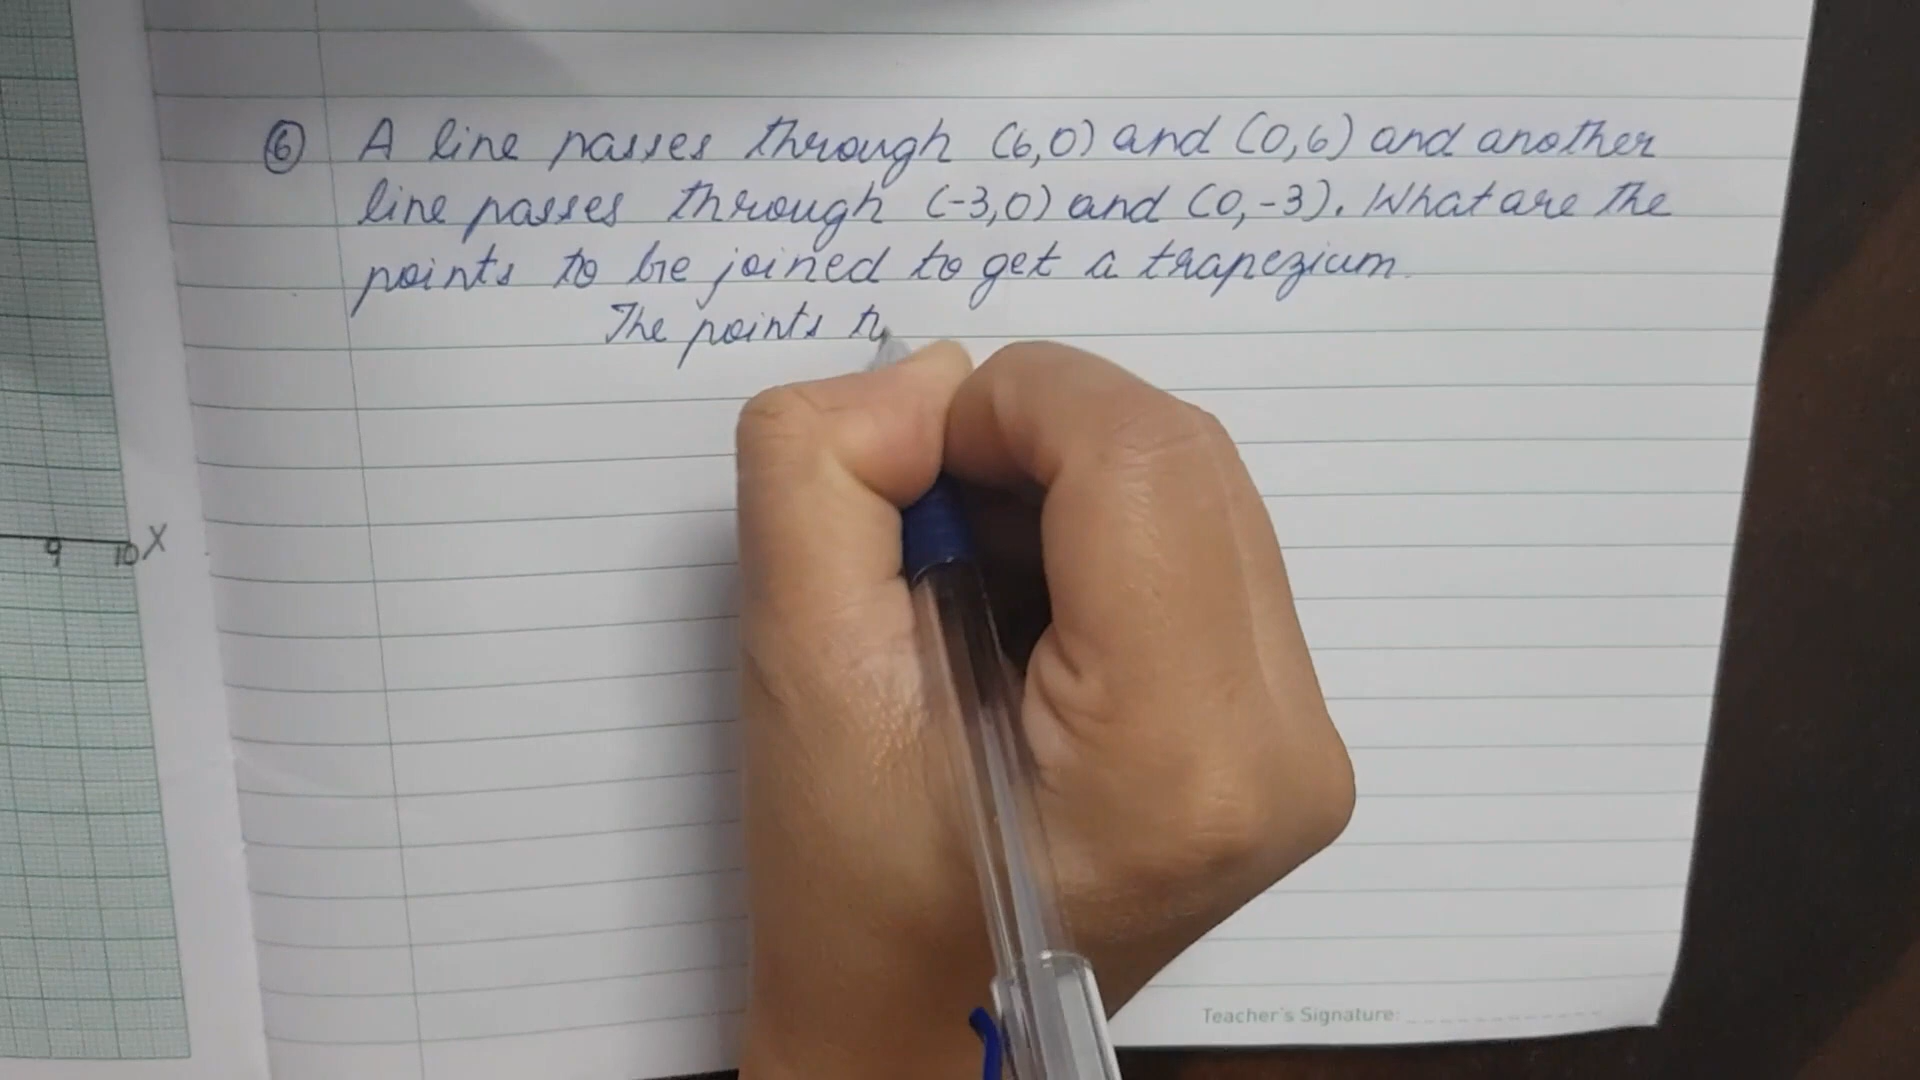 ⑥ A line passes through (6,0) and (0,6) and another
line passes through (-3,0) and (0,-3). What are the
points to be joined to get a trapezium.
The points
9 10 X
Teacher's Signature: